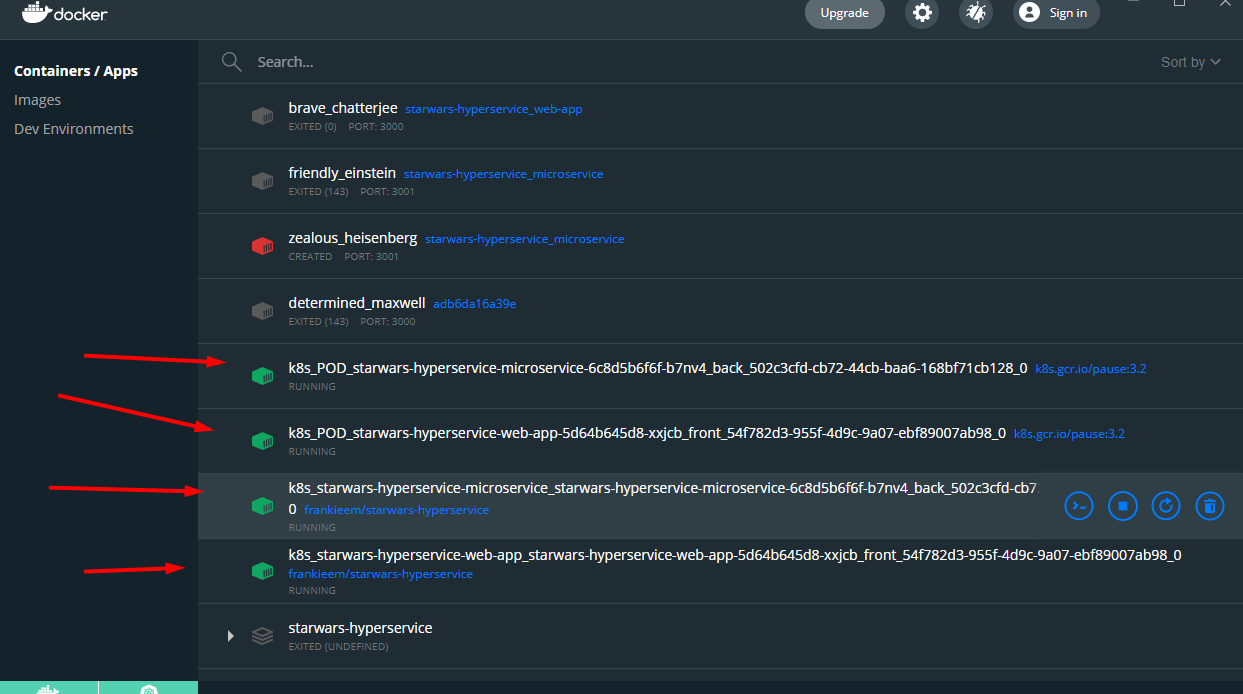 docker
Upgrade
Sign in
Containers / Apps
Images
Dev Environments
Search...
Sort by
brave_chatterjee starwars-hyperservice_web-app
EXITED (0) PORT: 3000
friendly_einstein starwars-hyperservice_microservice
EXITED (143) PORT: 3001
zealous_heisenberg starwars-hyperservice_microservice
CREATED PORT: 3001
determined_maxwell adb6da16a39e
EXITED (143) PORT: 3000
k8s_POD_starwars-hyperservice-microservice-6c8d5b6f6f-b7nv4_back_502c3cfd-cb72-44cb-baa6-168bf71cb128_0 k8s.gcr.io/pause:3.2
RUNNING
k8s_POD_starwars-hyperservice-web-app-5d64b645d8-xxjcb_front_54f782d3-955f-4d9c-9a07-ebf89007ab98_0 k8s.gcr.io/pause:3.2
RUNNING
k8s_starwars-hyperservice-microservice_starwars-hyperservice-microservice-6c8d5b6f6f-b7nv4_back_502c3cfd-cb7
0 frankieem/starwars-hyperservice
RUNNING
k8s_starwars-hyperservice-web-app_starwars-hyperservice-web-app-5d64b645d8-xxjcb_front_54f782d3-955f-4d9c-9a07-ebf89007ab98_0
frankieem/starwars-hyperservice
RUNNING
starwars-hyperservice
EXITED (UNDEFINED)